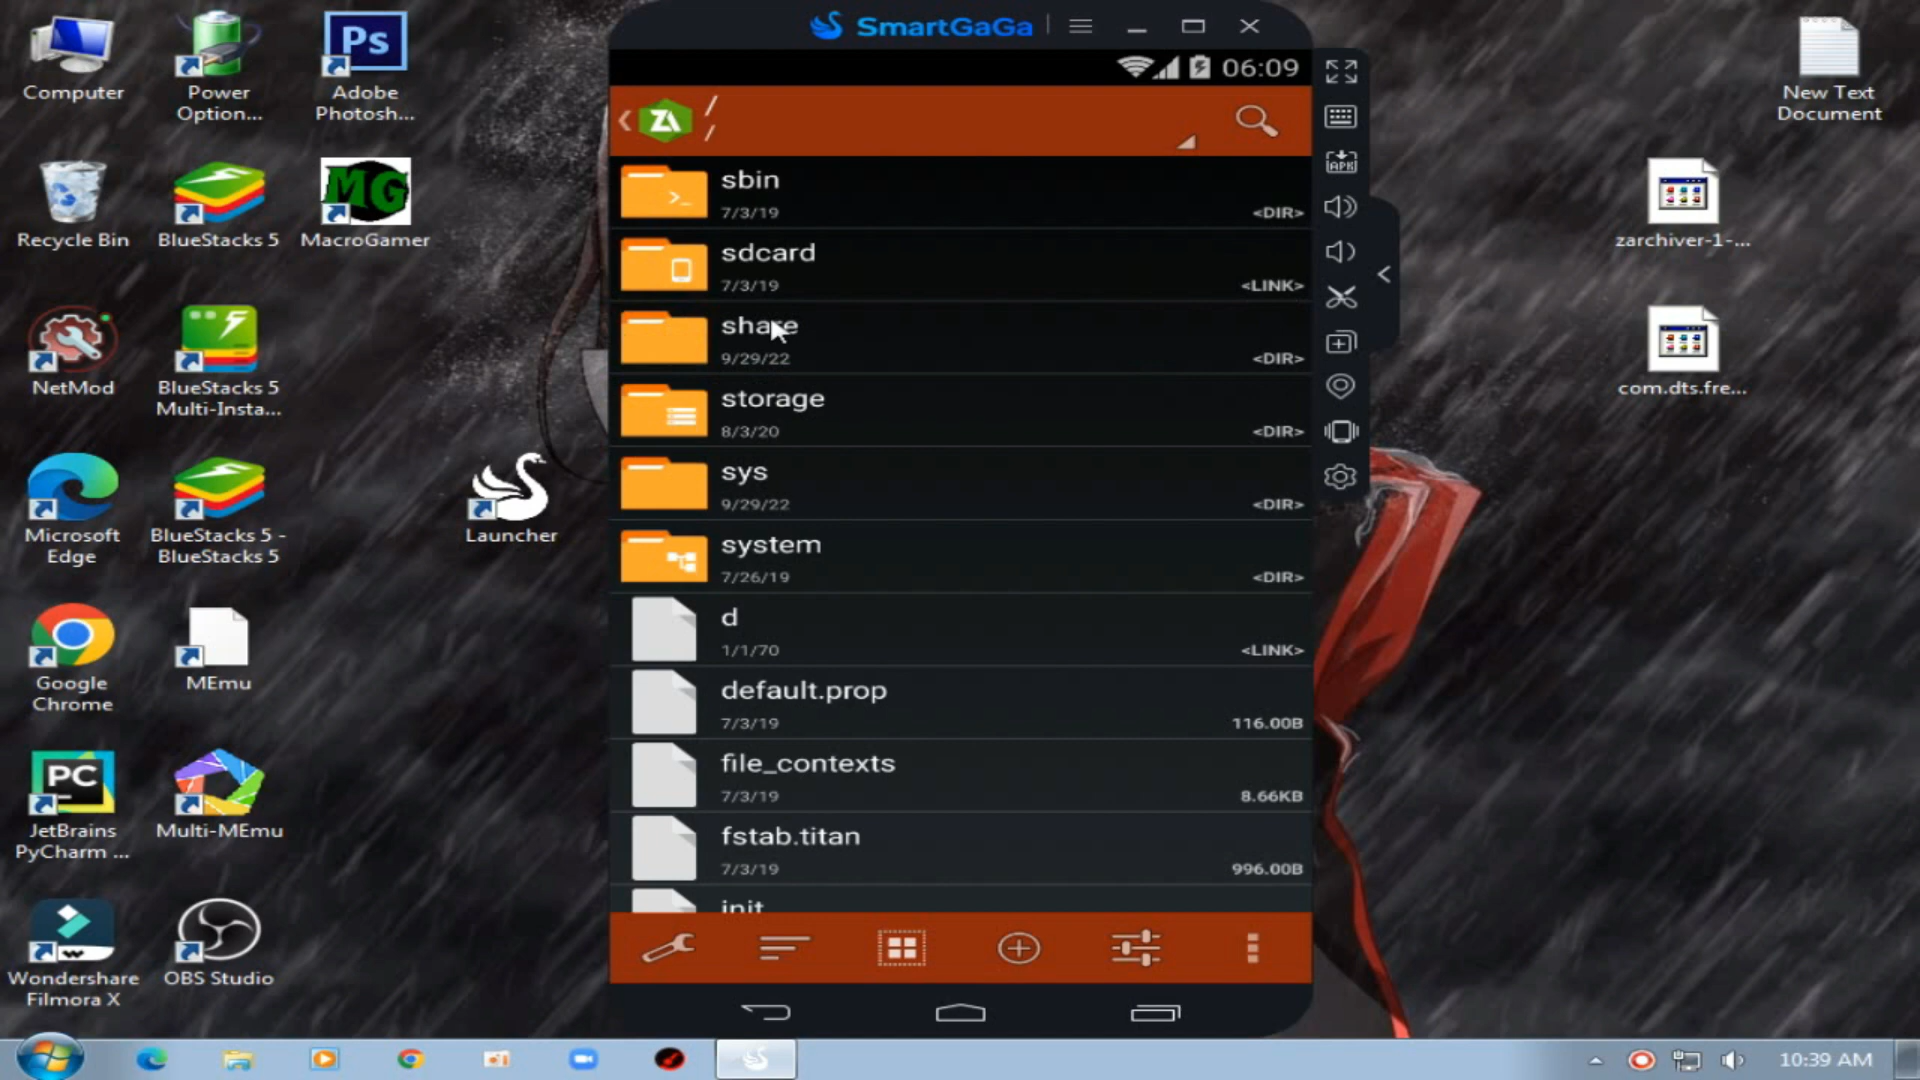 Computer
Power
Option...
Ps
Adobe
Photosh...
Recycle Bin
BlueStacks 5
MG
MacroGamer
NetMod
BlueStacks 5
Multi-Insta...
Microsoft
Edge
BlueStacks 5 -
BlueStacks 5
Launcher
Google
Chrome
MEmu
PC
JetBrains
PyCharm ...
Multi-MEmu
Wondershare
Filmora X
OBS Studio
SmartGaGa
06:09
ZA
/
/
sbin
7/3/19
<DIR>
sdcard
7/3/19
<LINK>
share
9/29/22
<DIR>
storage
8/3/20
<DIR>
sys
9/29/22
<DIR>
system
7/26/19
<DIR>
d
1/1/70
<LINK>
default.prop
7/3/19
116.00B
file_contexts
7/3/19
8.66KB
fstab.titan
7/3/19
996.00B
init
APK
New Text
Document
zarchiver-1-...
com.dts.fre...
10:39 AM